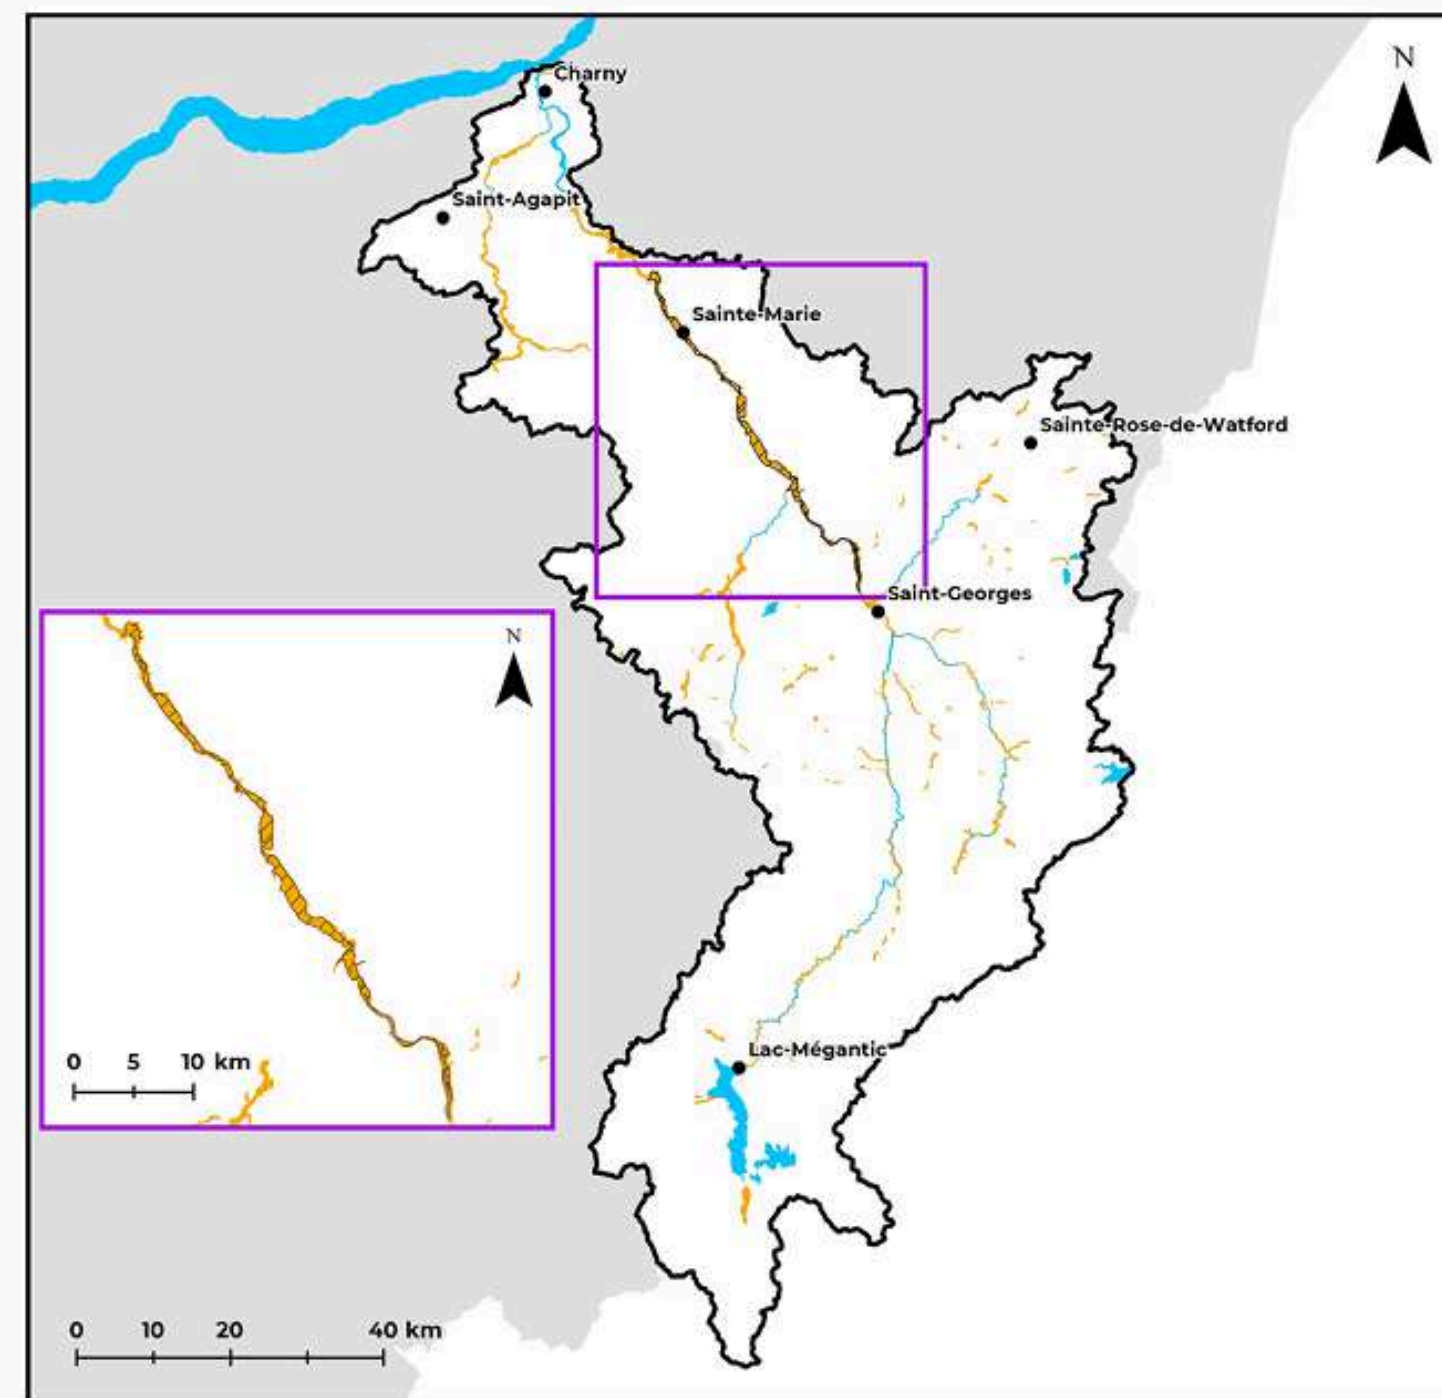 N
Charny
Saint-Agapit
Sainte-Marie
Sainte-Rose-de-Watford
Saint-Georges
N
0 5 10 km
Lac-Mégantic
0 10 20 40 km